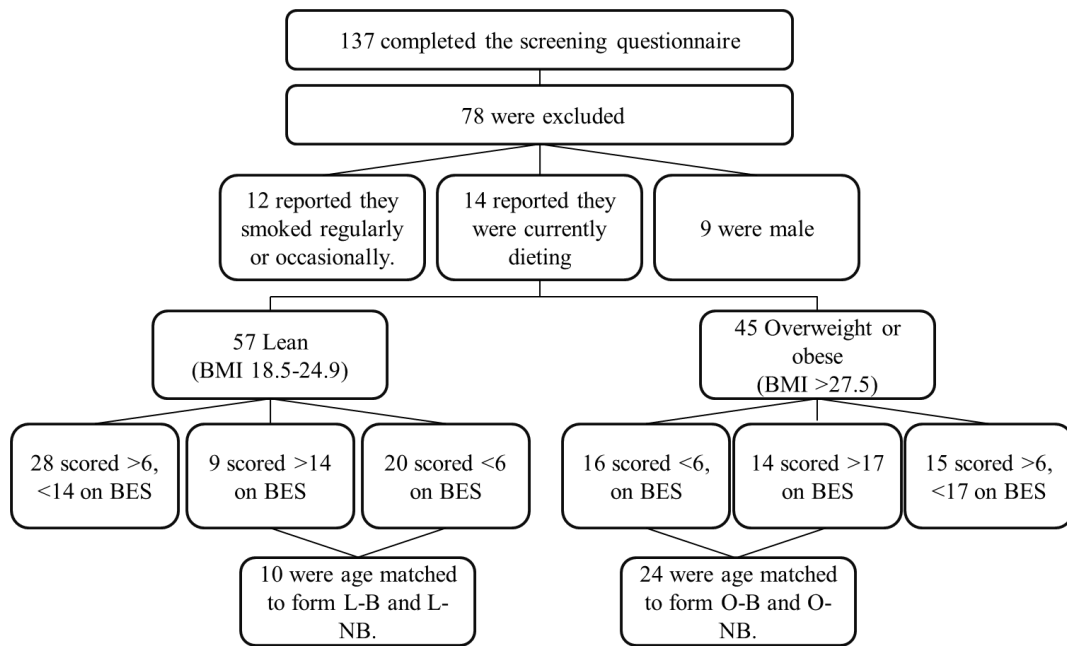 137 completed the screening questionnaire
78 were excluded
12 reported they
smoked regularly
or occasionally.
14 reported they
were currently
dieting
9 were male
57 Lean
(BMI 18.5-24.9)
45 Overweight or
obese
(BMI >27.5)
28 scored >6,
<14 on BES
9 scored >14
on BES
20 scored <6
on BES
16 scored <6,
on BES
14 scored >17
on BES
15 scored >6,
<17 on BES
10 were age matched
to form L-B and L-
NB.
24 were age matched
to form O-B and O-
NB.